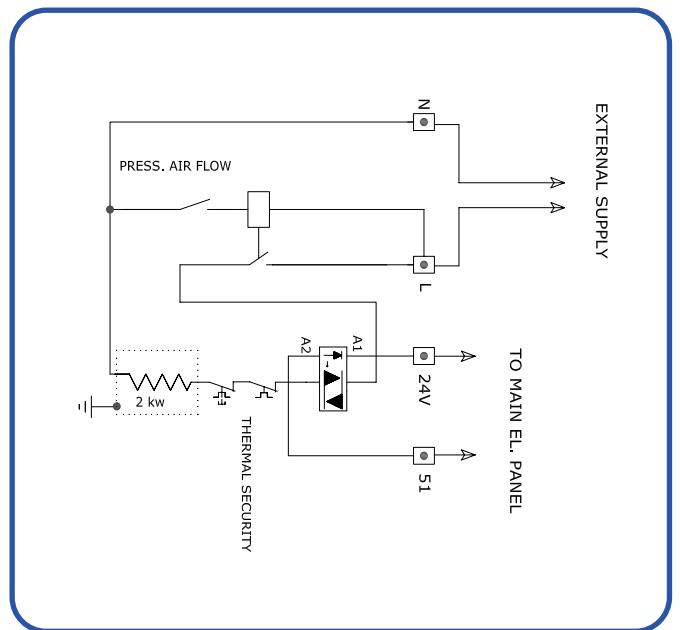 N
EXTERNAL SUPPLY
PRESS. AIR FLOW
L
A2
A1
24V
TO MAIN EL. PANEL
2 kw
THERMAL SECURITY
51